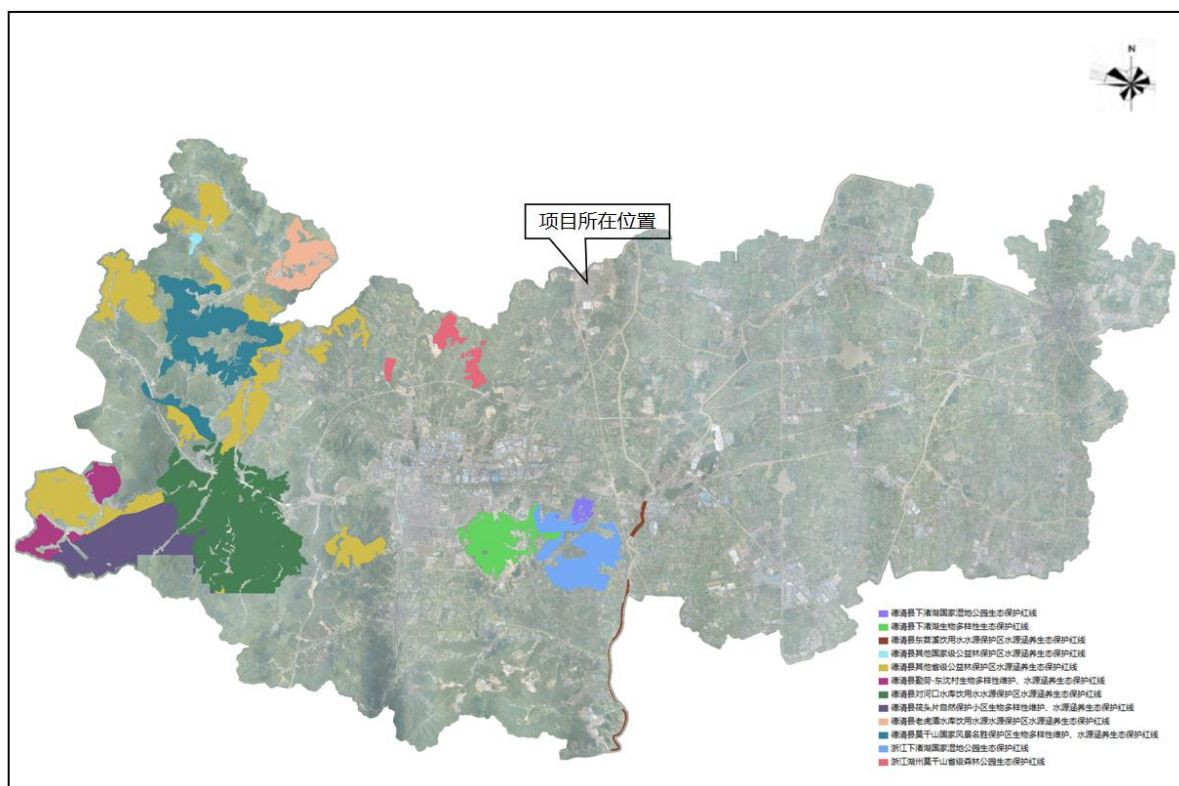 N
项目所在位置
德清县下渚湖国家湿地公园生态保护红线
德清县下渚湖生物多样性生态保护红线
德清县东苕溪饮用水水源保护区水源涵养生态保护红线
德清县其他国家级公益林保护区水源涵养生态保护红线
德清县其他省级公益林保护区水源涵养生态保护红线
德清县勤劳-东沈村生物多样性维护、水源涵养生态保护红线
德清县对河口水库饮用水水源保护区水源涵养生态保护红线
德清县筏头片自然保护小区生物多样性维护、水源涵养生态保护红线
德清县老虎潭水库饮用水源水源保护区水源涵养生态保护红线
德清县莫干山国家风景名胜保护区生物多样性维护、水源涵养生态保护红线
浙江下渚湖国家湿地公园生态保护红线
浙江湖州莫干山省级森林公园生态保护红线